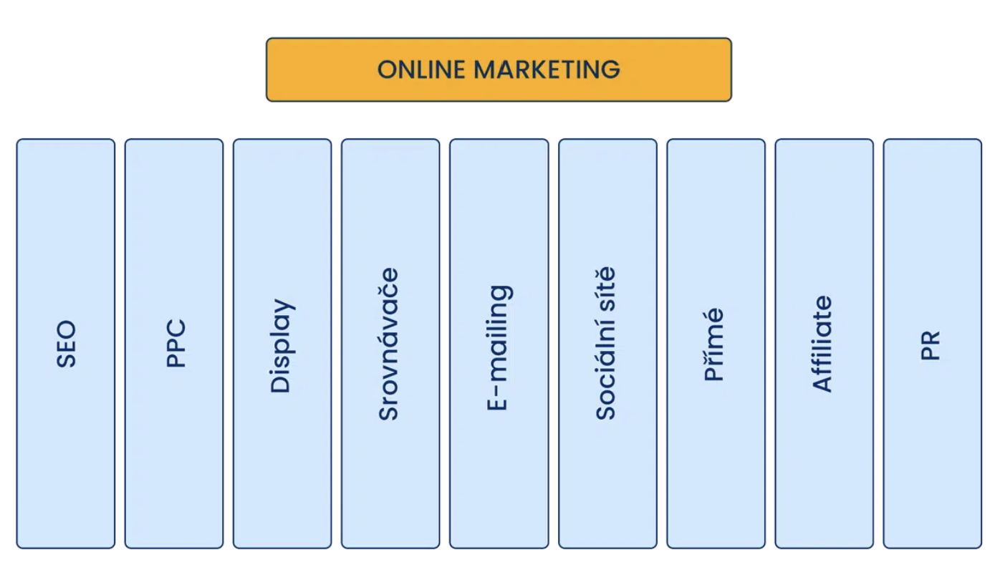 ONLINE MARKETING
SEO
PPC
Display
Srovnávače
E-mailing
Sociální sítě
Přímé
Affiliate
PR